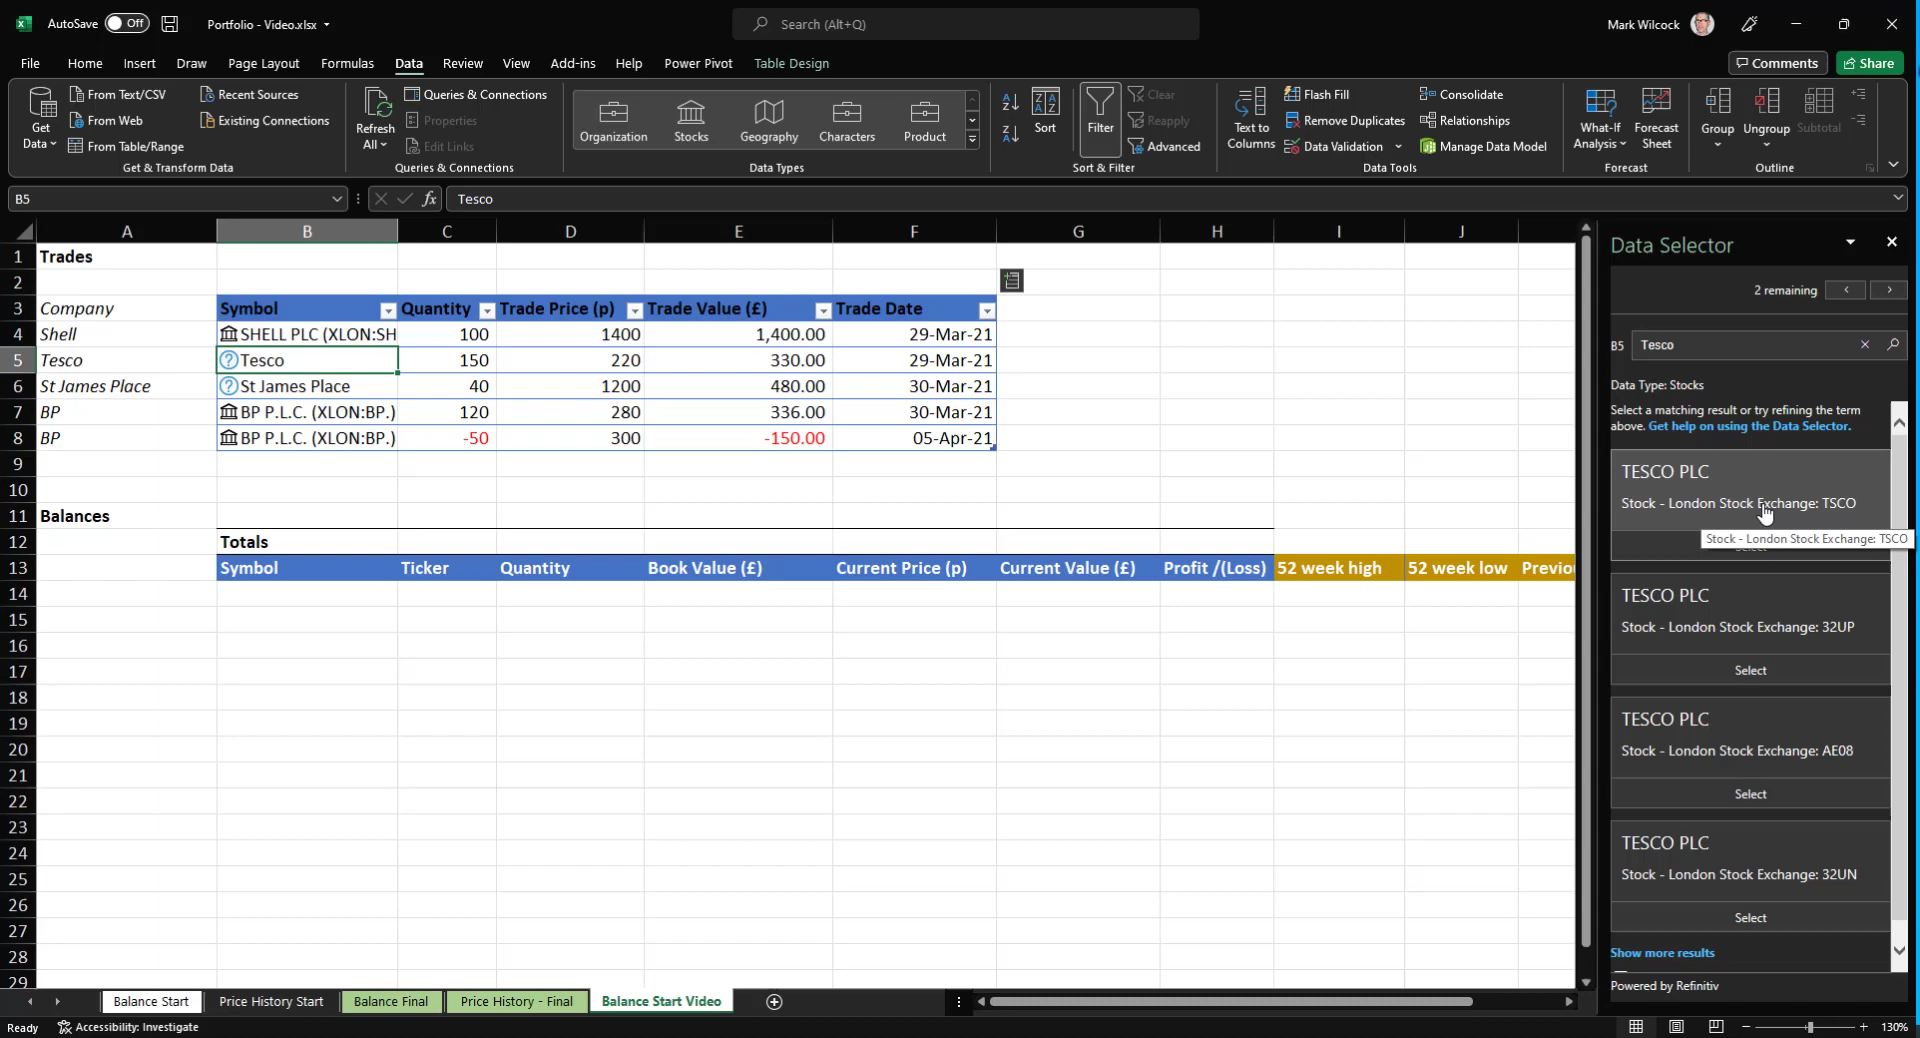 AutoSave Off Portfolio - Video.xlsx Search (Alt+Q) Mark Wilcock
File Home Insert Draw Page Layout Formulas Data Review View Add-ins Help Power Pivot Table Design Comments Share
Get Data
From Text/CSV
From Web
From Table/Range
Recent Sources
Existing Connections
Get & Transform Data
Refresh All
Queries & Connections
Properties
Edit Links
Queries & Connections
Organization Stocks Geography Characters Product
Data Types
Sort
Filter
Clear
Reapply
Advanced
Sort & Filter
Text to Columns
Flash Fill
Remove Duplicates
Data Validation
Consolidate
Relationships
Manage Data Model
Data Tools
What-If Analysis
Forecast Sheet
Forecast
Group
Ungroup
Subtotal
Outline
B5 fx Tesco
A B C D E F G H I J
1 Trades
2
3 Company Symbol Quantity Trade Price (p) Trade Value (£) Trade Date
4 Shell SHELL PLC (XLON:SH 100 1400 1,400.00 29-Mar-21
5 Tesco Tesco 150 220 330.00 29-Mar-21
6 St James Place St James Place 40 1200 480.00 30-Mar-21
7 BP BP P.L.C. (XLON:BP.) 120 280 336.00 30-Mar-21
8 BP BP P.L.C. (XLON:BP.) -50 300 -150.00 05-Apr-21
9
10
11 Balances
12 Totals
13 Symbol Ticker Quantity Book Value (£) Current Price (p) Current Value (£) Profit /(Loss) 52 week high 52 week low Previou
14
15
16
17
18
19
20
21
22
23
24
25
26
27
28
29
Data Selector
2 remaining
B5 Tesco
Data Type: Stocks
Select a matching result or try refining the term
above. Get help on using the Data Selector.
TESCO PLC
Stock - London Stock Exchange: TSCO
Stock - London Stock Exchange: TSCO
TESCO PLC
Stock - London Stock Exchange: 32UP
Select
TESCO PLC
Stock - London Stock Exchange: AE08
Select
TESCO PLC
Stock - London Stock Exchange: 32UN
Select
Show more results
Powered by Refinitiv
Balance Start Price History Start Balance Final Price History - Final Balance Start Video
Ready Accessibility: Investigate 130%